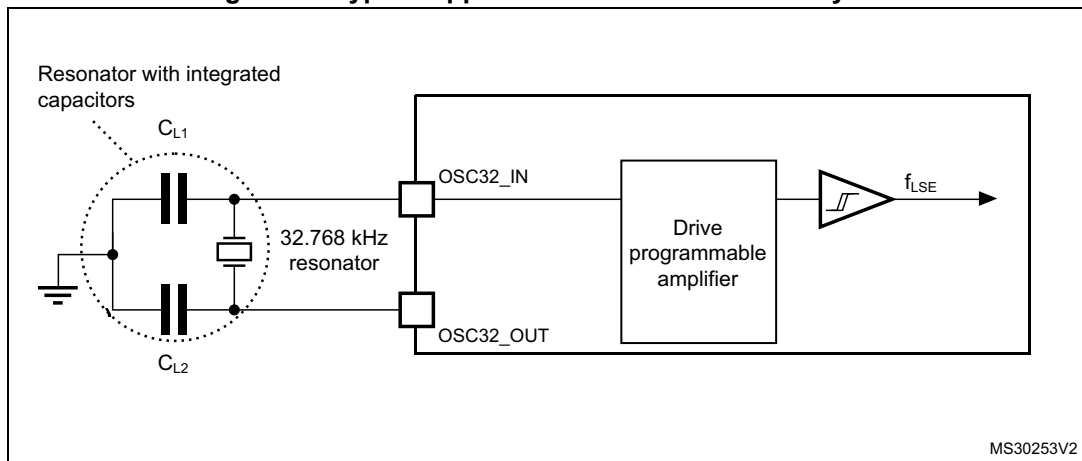 Resonator with integrated
capacitors
CL1
OSC32_IN
fLSE
32.768 kHz
resonator
Drive
programmable
amplifier
OSC32_OUT
CL2
MS30253V2